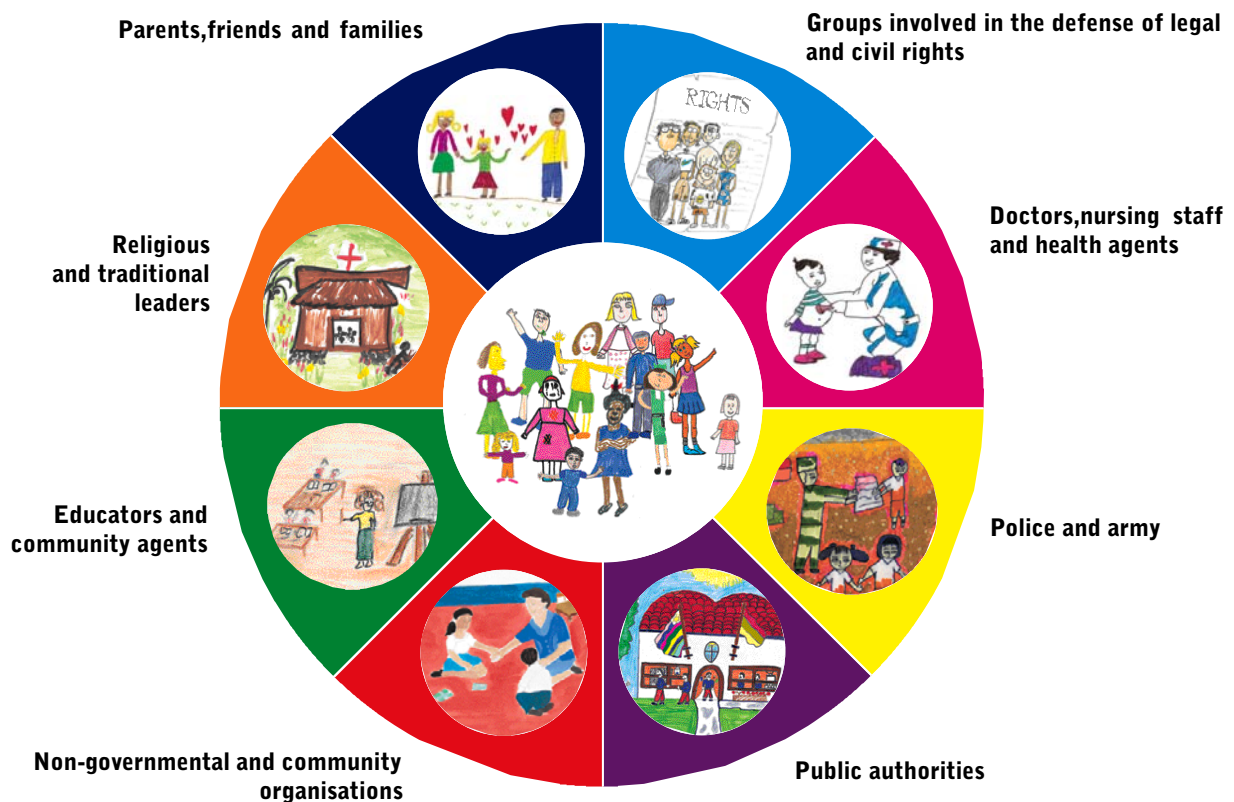 Parents,friends and families
Groups involved in the defense of legal
and civil rights
RIGHTS
Doctors,nursing staff
and health agents
Religious
and traditional
leaders
Educators and
community agents
Police and army
Non-governmental and community
organisations
Public authorities